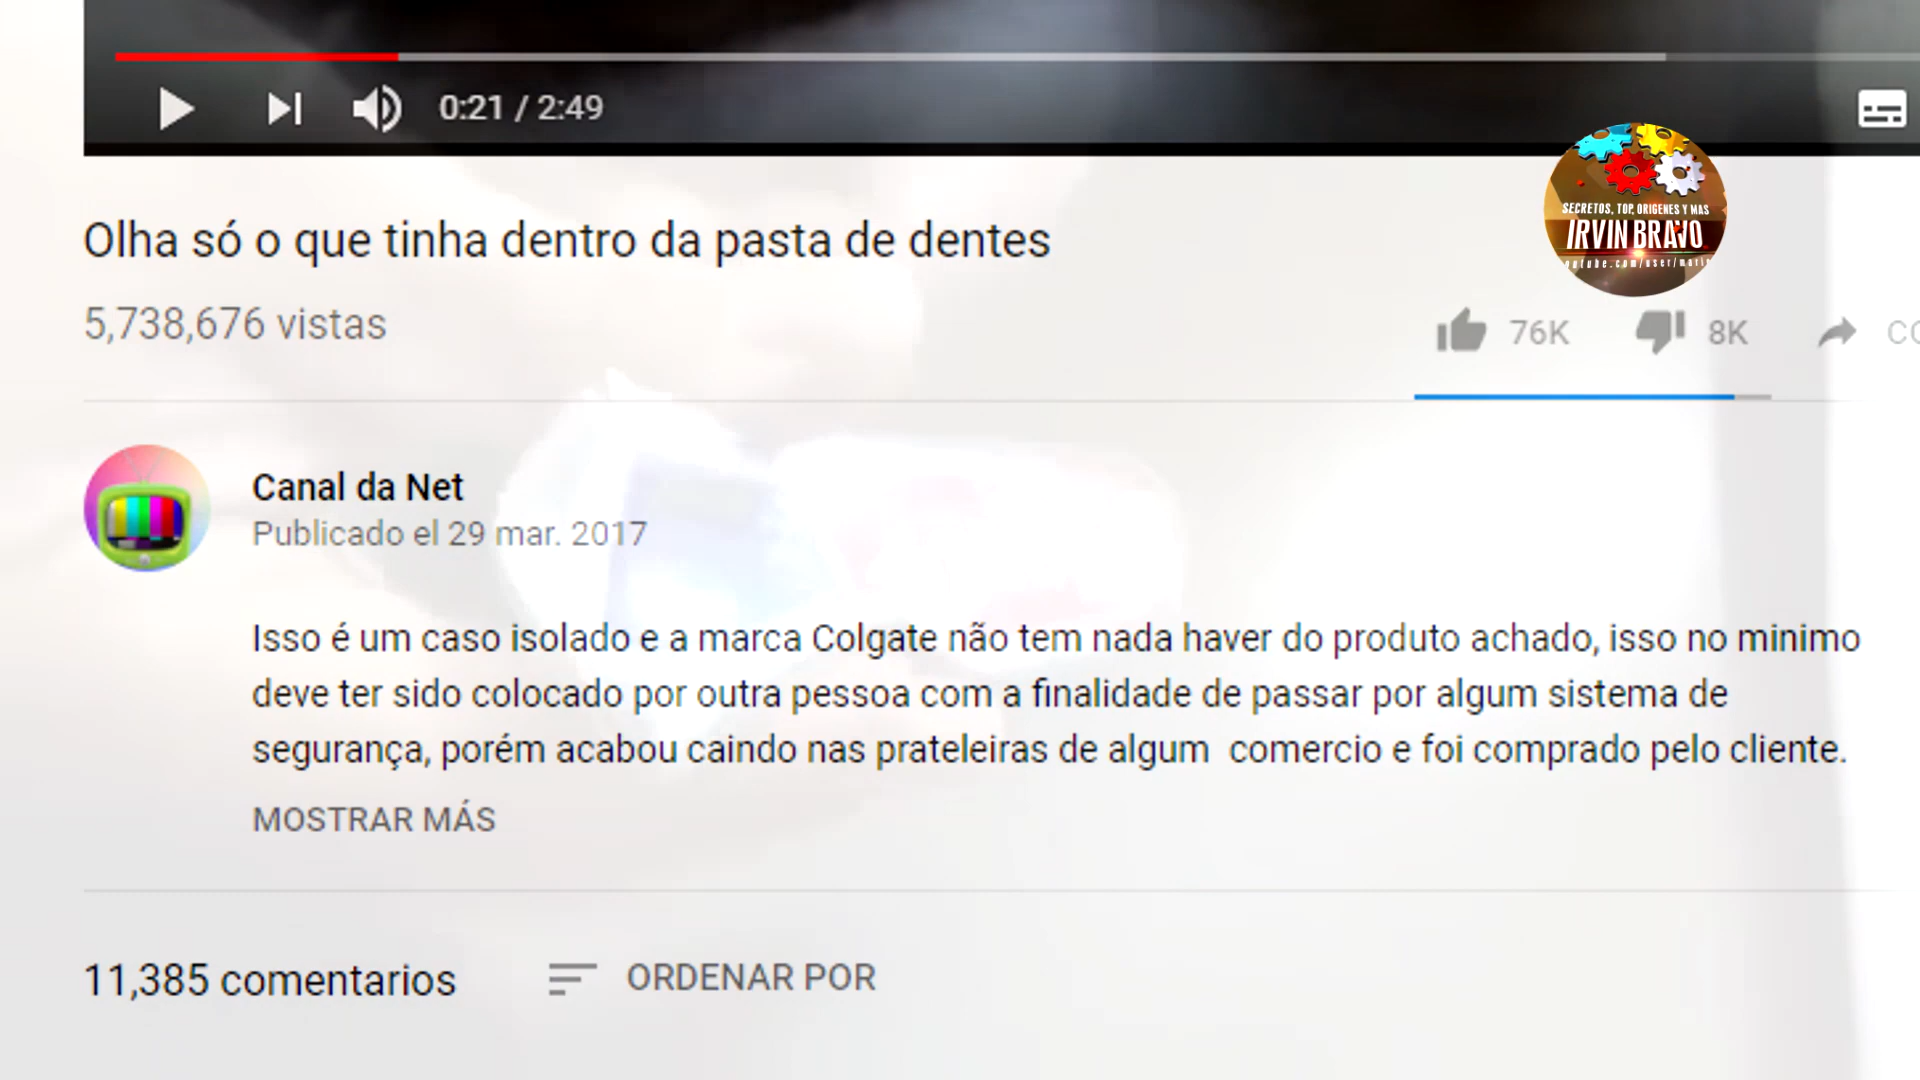 0:21 / 2:49
SECRETOS, TOP, ORIGENES Y MAS
IRVIN BRAVO
Olha só o que tinha dentro da pasta de dentes
5,738,676 vistas
76K
8K
Canal da Net
Publicado el 29 mar. 2017
Isso é um caso isolado e a marca Colgate não tem nada haver do produto achado, isso no minimo
deve ter sido colocado por outra pessoa com a finalidade de passar por algum sistema de
segurança, porém acabou caindo nas prateleiras de algum comercio e foi comprado pelo cliente.
MOSTRAR MÁS
11,385 comentarios
ORDENAR POR